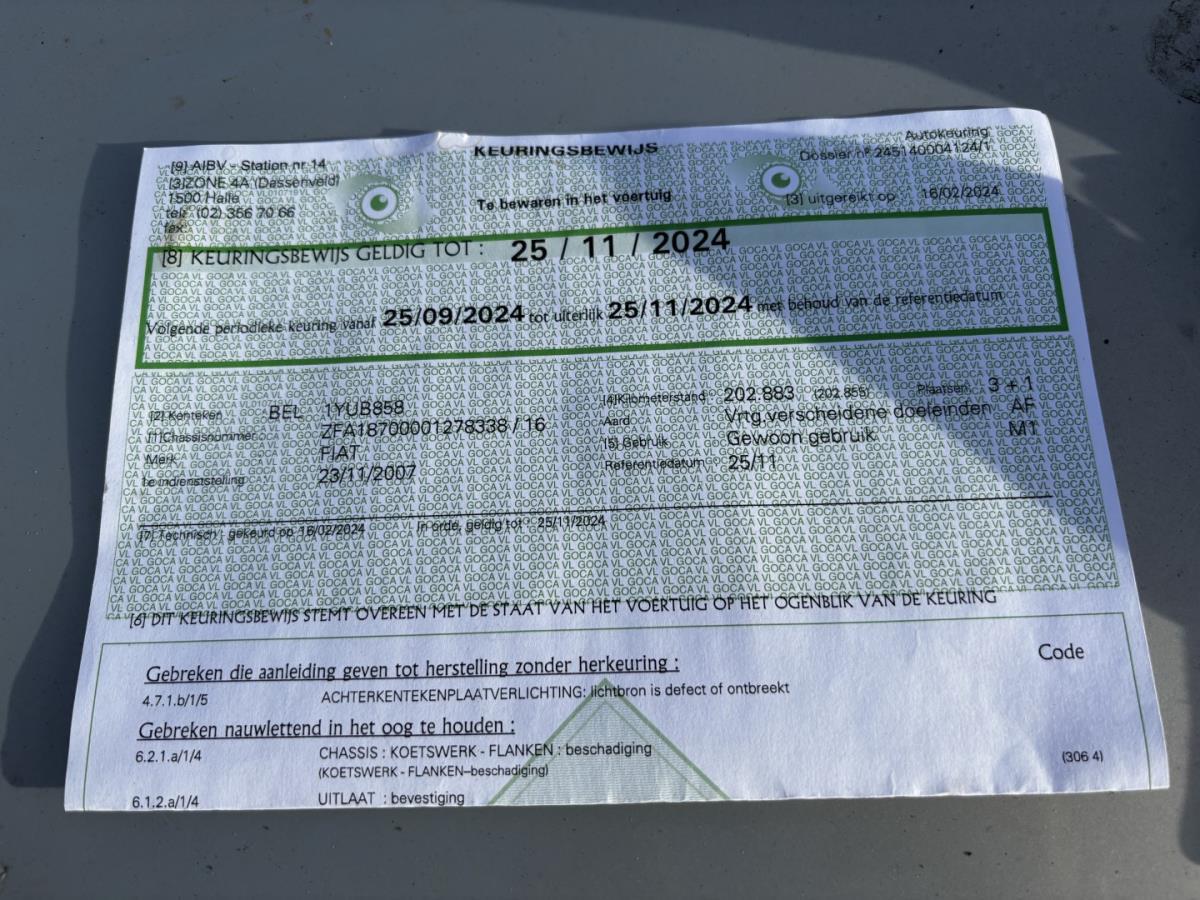 [9] AIBV - Station nr 14
[3]ZONE 4A (Dassenveld)
1500 Halle
tel: (02) 356 70 66
fax:
KEURINGSBEWIJS
Te bewaren in het voertuig
Autokeuring
Dossier n° 245140004124/1
[3] uitgereikt op 16/02/2024
[8] KEURINGSBEWIJS GELDIG TOT : 25 / 11 / 2024
Volgende periodieke keuring vanaf 25/09/2024 tot uiterlijk 25/11/2024 met behoud van de referentiedatum
[2] Kenteken BEL 1YUB858
[1]Chassisnummer ZFA18700001278338 / 16
Merk FIAT
1e indienststelling 23/11/2007
[4]Kilometerstand 202.883 (202.855) Plaatsen 3 + 1
Aard Vrtg.verscheidene doeleinden AF
[5] Gebruik Gewoon gebruik M1
Referentiedatum 25/11
[7] Technisch : gekeurd op 16/02/2024 In orde, geldig tot : 25/11/2024
[6] DIT KEURINGSBEWIJS STEMT OVEREEN MET DE STAAT VAN HET VOERTUIG OP HET OGENBLIK VAN DE KEURING
Gebreken die aanleiding geven tot herstelling zonder herkeuring : Code
4.7.1.b/1/5 ACHTERKENTEKENPLAATVERLICHTING: lichtbron is defect of ontbreekt
Gebreken nauwlettend in het oog te houden :
6.2.1.a/1/4 CHASSIS : KOETSWERK - FLANKEN : beschadiging
(KOETSWERK - FLANKEN–beschadiging) (306 4)
6.1.2.a/1/4 UITLAAT : bevestiging